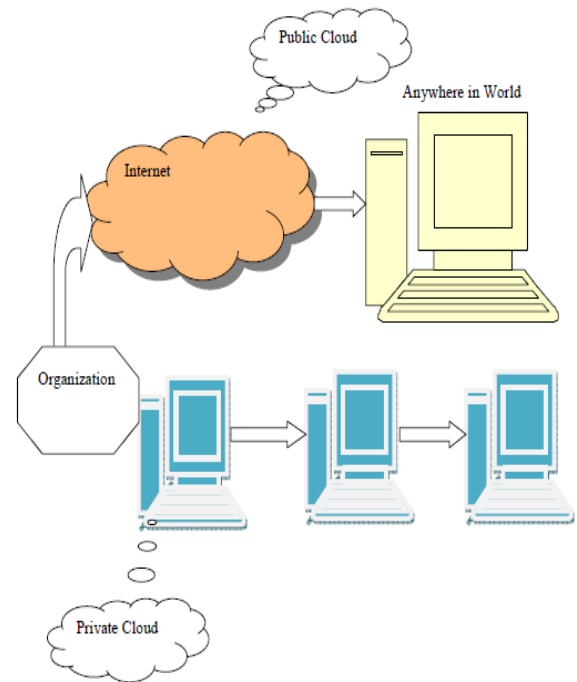 Public Cloud
Anywhere in World
Internet
Organization
Private Cloud